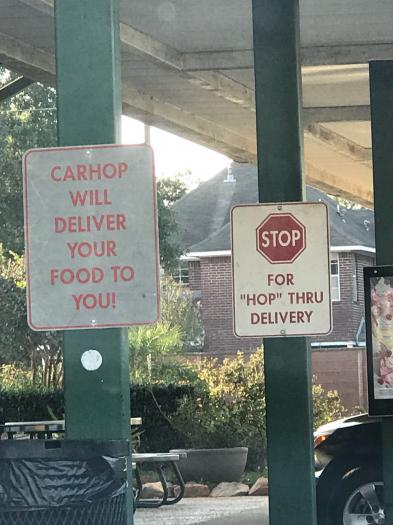 CARHOP
WILL
DELIVER
YOUR
FOOD TO
YOU!
STOP
FOR
"HOP" THRU
DELIVERY